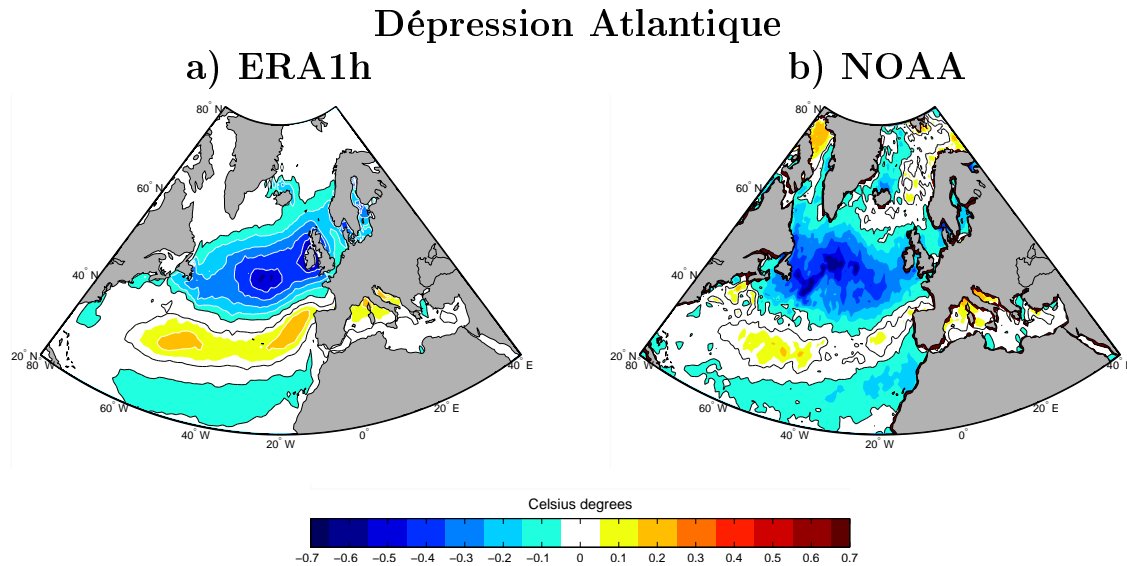 Dépression Atlantique
a) ERA1h b) NOAA
80° N 80° N
60° N 60° N
40° N 40° N
20° N 20° N
80° W 40° E 80° W 40° E
60° W 20° E 60° W 20° E
40° W 0° 40° W 0°
20° W 20° W
Celsius degrees
−0.7 −0.6 −0.5 −0.4 −0.3 −0.2 −0.1 0 0.1 0.2 0.3 0.4 0.5 0.6 0.7